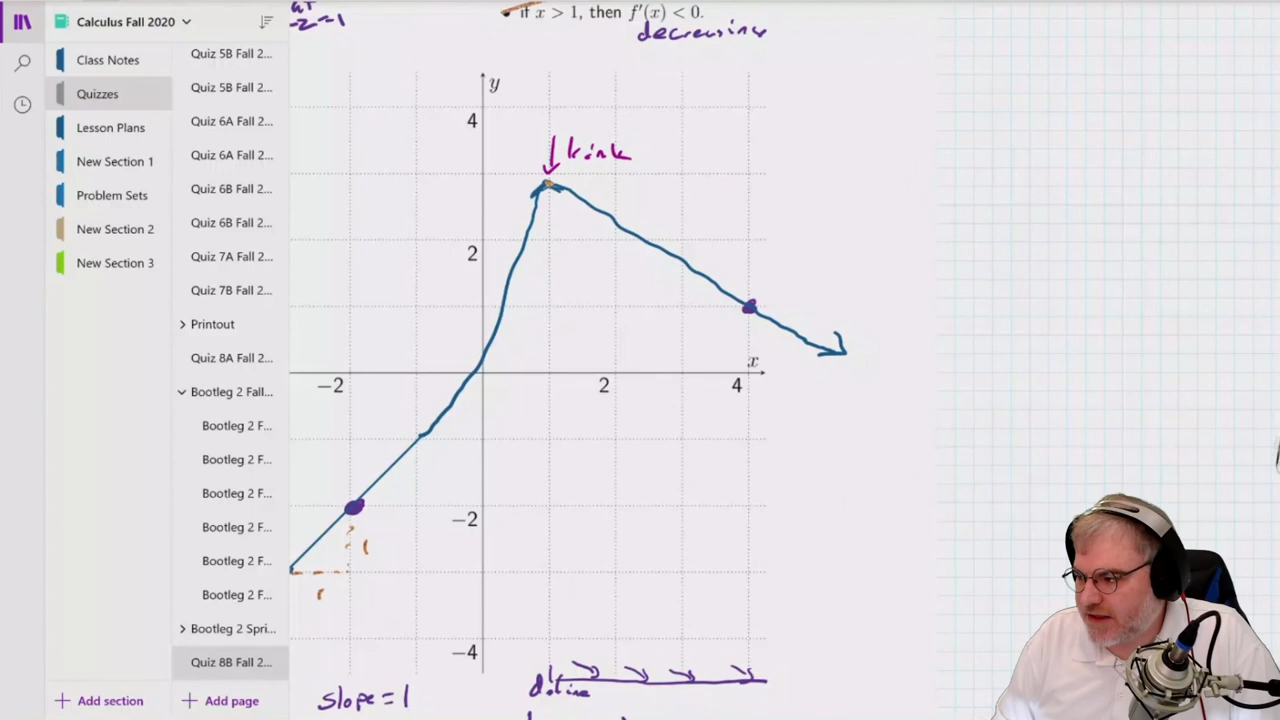 Calculus Fall 2020
Class Notes
Quizzes
Lesson Plans
New Section 1
Problem Sets
New Section 2
New Section 3
Add section
Quiz 5B Fall 2...
Quiz 5B Fall 2...
Quiz 6A Fall 2...
Quiz 6A Fall 2...
Quiz 6B Fall 2...
Quiz 6B Fall 2...
Quiz 7A Fall 2...
Quiz 7B Fall 2...
Printout
Quiz 8A Fall 2...
Bootleg 2 Fall...
Bootleg 2 F...
Bootleg 2 F...
Bootleg 2 F...
Bootleg 2 F...
Bootleg 2 F...
Bootleg 2 F...
Bootleg 2 Spri...
Quiz 8B Fall 2...
Add page
-2=1
if x > 1, then f′(x) < 0.
decreasing
y
4
kink
2
x
−2
2
4
−2
1
1
−4
slope = 1